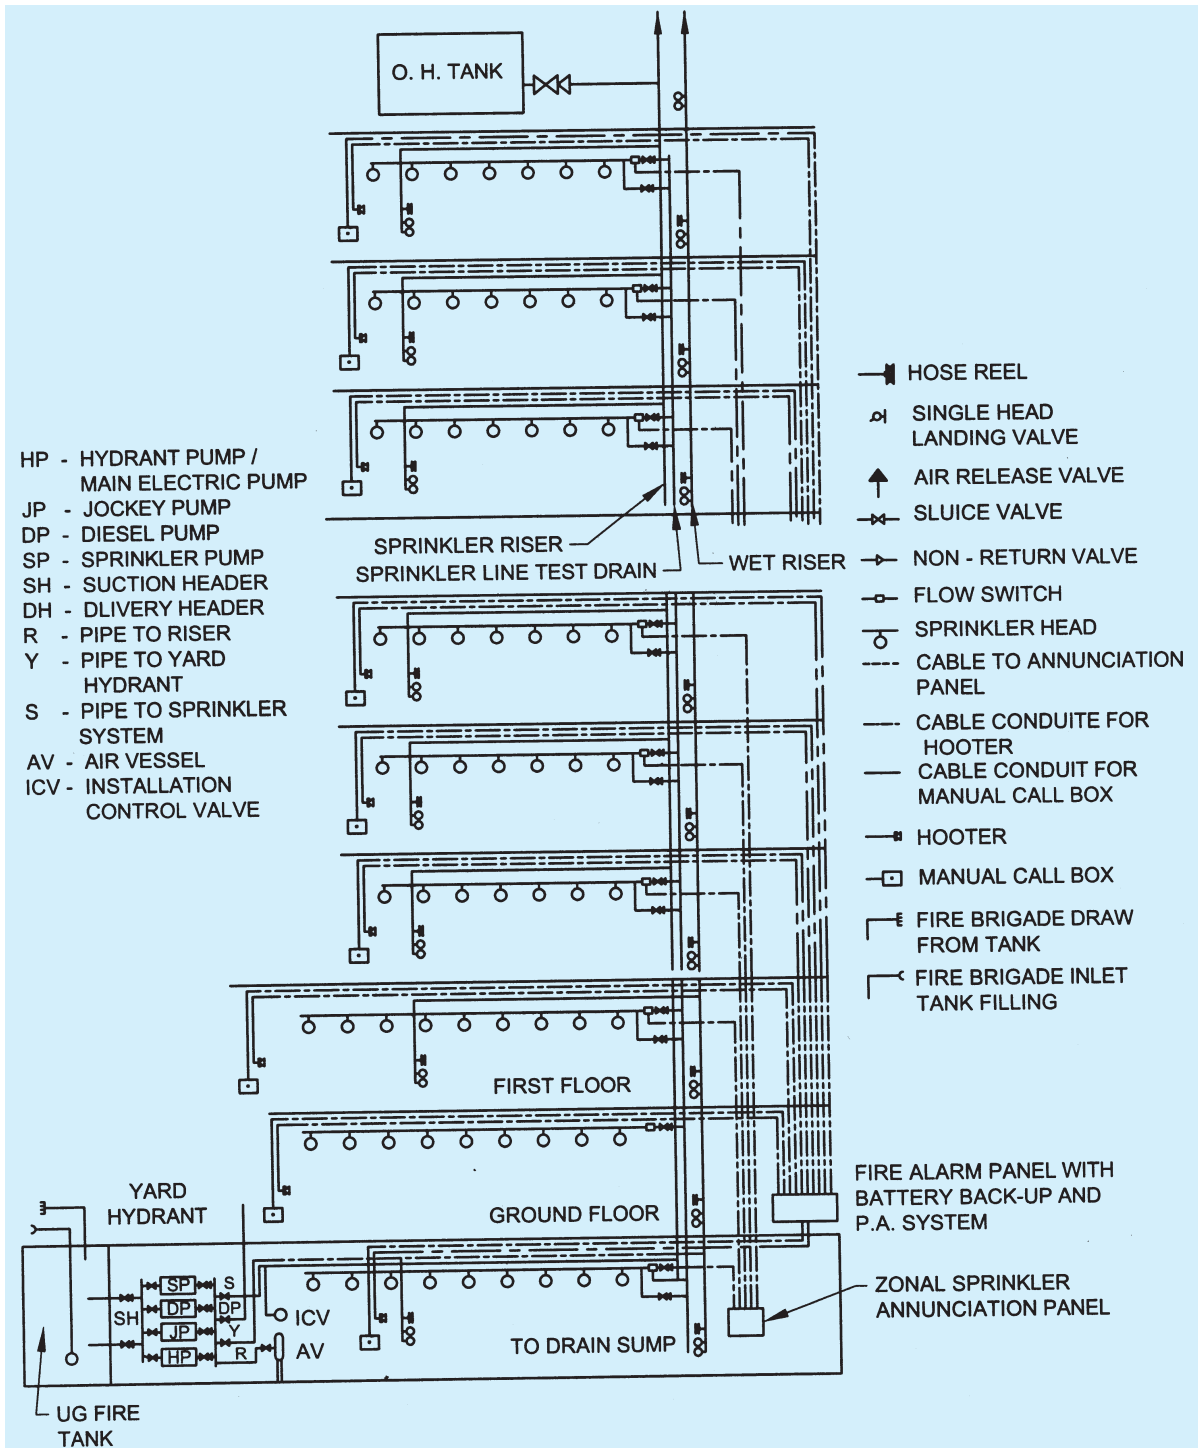 O. H. TANK
HP - HYDRANT PUMP /
MAIN ELECTRIC PUMP
JP - JOCKEY PUMP
DP - DIESEL PUMP
SP - SPRINKLER PUMP
SH - SUCTION HEADER
DH - DLIVERY HEADER
R - PIPE TO RISER
Y - PIPE TO YARD
HYDRANT
S - PIPE TO SPRINKLER
SYSTEM
AV - AIR VESSEL
ICV - INSTALLATION
CONTROL VALVE
SPRINKLER RISER
SPRINKLER LINE TEST DRAIN
WET RISER
HOSE REEL
SINGLE HEAD
LANDING VALVE
AIR RELEASE VALVE
SLUICE VALVE
NON - RETURN VALVE
FLOW SWITCH
SPRINKLER HEAD
CABLE TO ANNUNCIATION
PANEL
CABLE CONDUITE FOR
HOOTER
CABLE CONDUIT FOR
MANUAL CALL BOX
HOOTER
MANUAL CALL BOX
FIRE BRIGADE DRAW
FROM TANK
FIRE BRIGADE INLET
TANK FILLING
FIRST FLOOR
GROUND FLOOR
FIRE ALARM PANEL WITH
BATTERY BACK-UP AND
P.A. SYSTEM
ZONAL SPRINKLER
ANNUNCIATION PANEL
YARD
HYDRANT
SP
S
DP
DP
SH
JP
Y
HP
R
ICV
AV
TO DRAIN SUMP
UG FIRE
TANK